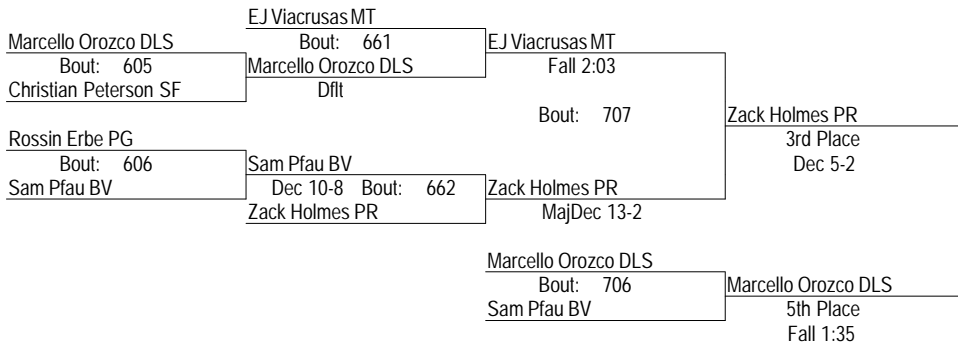 EJ Viacrusas MT
Marcello Orozco DLS
Bout: 661
EJ Viacrusas MT
Bout: 605
Marcello Orozco DLS
Fall 2:03
Christian Peterson SF
Dflt
Bout: 707
Zack Holmes PR
Rossin Erbe PG
3rd Place
Bout: 606
Sam Pfau BV
Dec 5-2
Sam Pfau BV
Dec 10-8 Bout: 662
Zack Holmes PR
Zack Holmes PR
MajDec 13-2
Marcello Orozco DLS
Bout: 706
Marcello Orozco DLS
Sam Pfau BV
5th Place
Fall 1:35